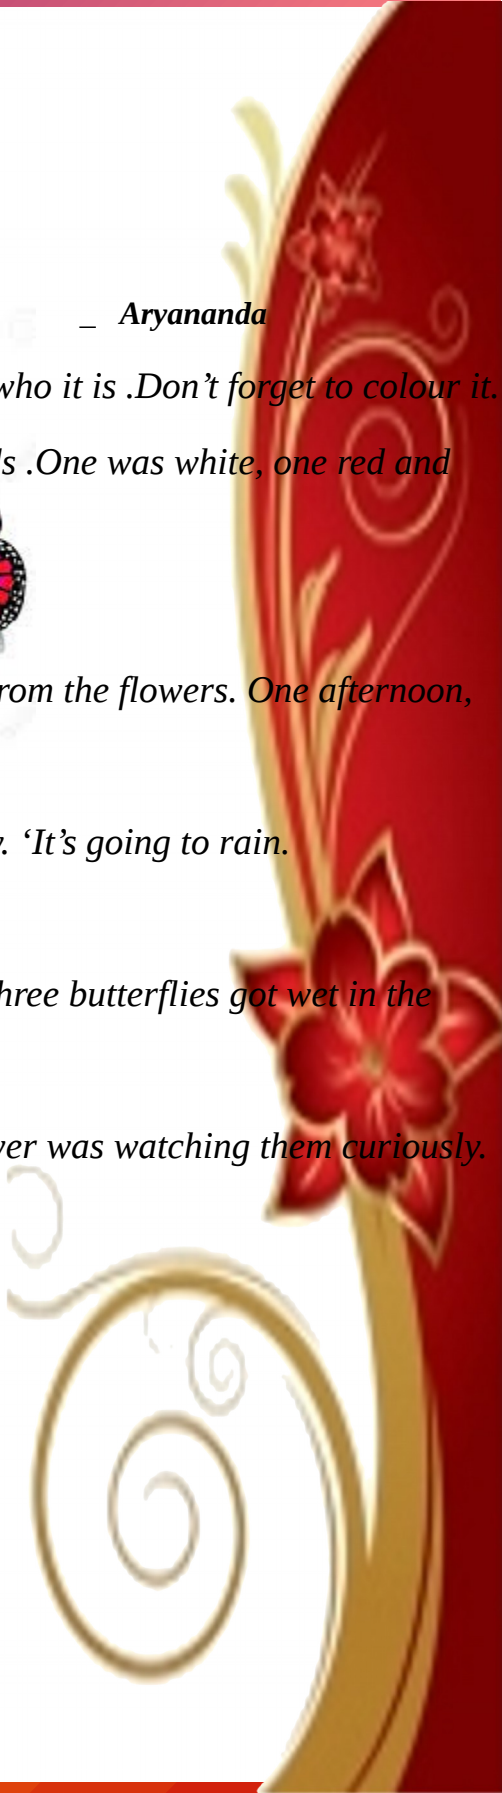 _ Aryananda
who it is .Don’t forget to colour it.
s .One was white, one red and
rom the flowers. One afternoon,
. ‘It’s going to rain.
hree butterflies got wet in the
er was watching them curiously.